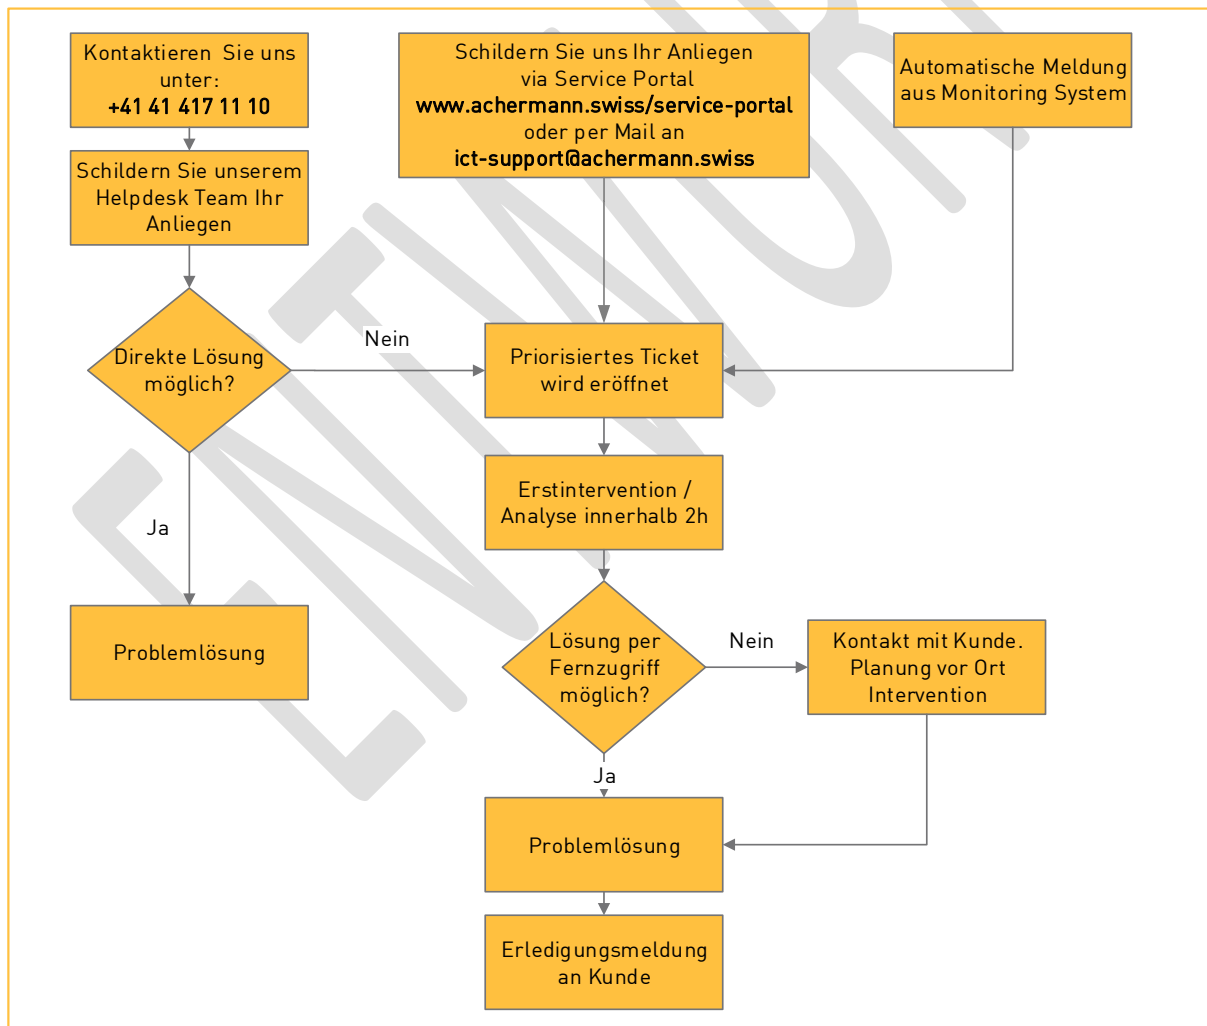 Kontaktieren Sie uns
unter:
+41 41 417 11 10
Schildern Sie unserem
Helpdesk Team Ihr
Anliegen
Direkte Lösung
möglich?
Ja
Nein
Problemlösung
Schildern Sie uns Ihr Anliegen
via Service Portal
www.achermann.swiss/service-portal
oder per Mail an
ict-support@achermann.swiss
Automatische Meldung
aus Monitoring System
Priorisiertes Ticket
wird eröffnet
Erstintervention /
Analyse innerhalb 2h
Lösung per
Fernzugriff
möglich?
Nein
Kontakt mit Kunde.
Planung vor Ort
Intervention
Ja
Problemlösung
Erledigungsmeldung
an Kunde
ENTWUR